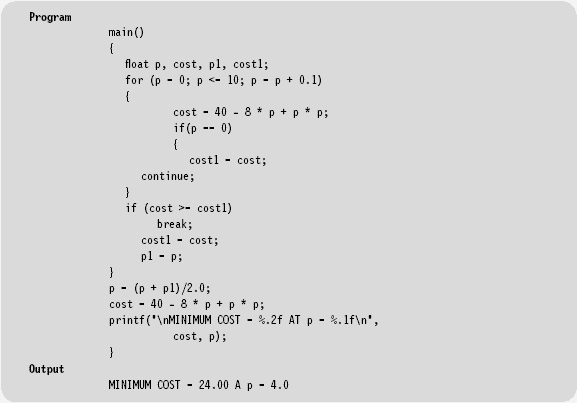 Program
main()
{
float p, cost, p1, cost1;
for (p = 0; p <= 10; p = p + 0.1)
{
cost = 40 - 8 * p + p * p;
if(p == 0)
{
cost1 = cost;
continue;
}
if (cost >= cost1)
break;
cost1 = cost;
p1 = p;
}
p = (p + p1)/2.0;
cost = 40 - 8 * p + p * p;
printf("\nMINIMUM COST = %.2f AT p = %.1f\n",
cost, p);
}
Output
MINIMUM COST = 24.00 A p = 4.0